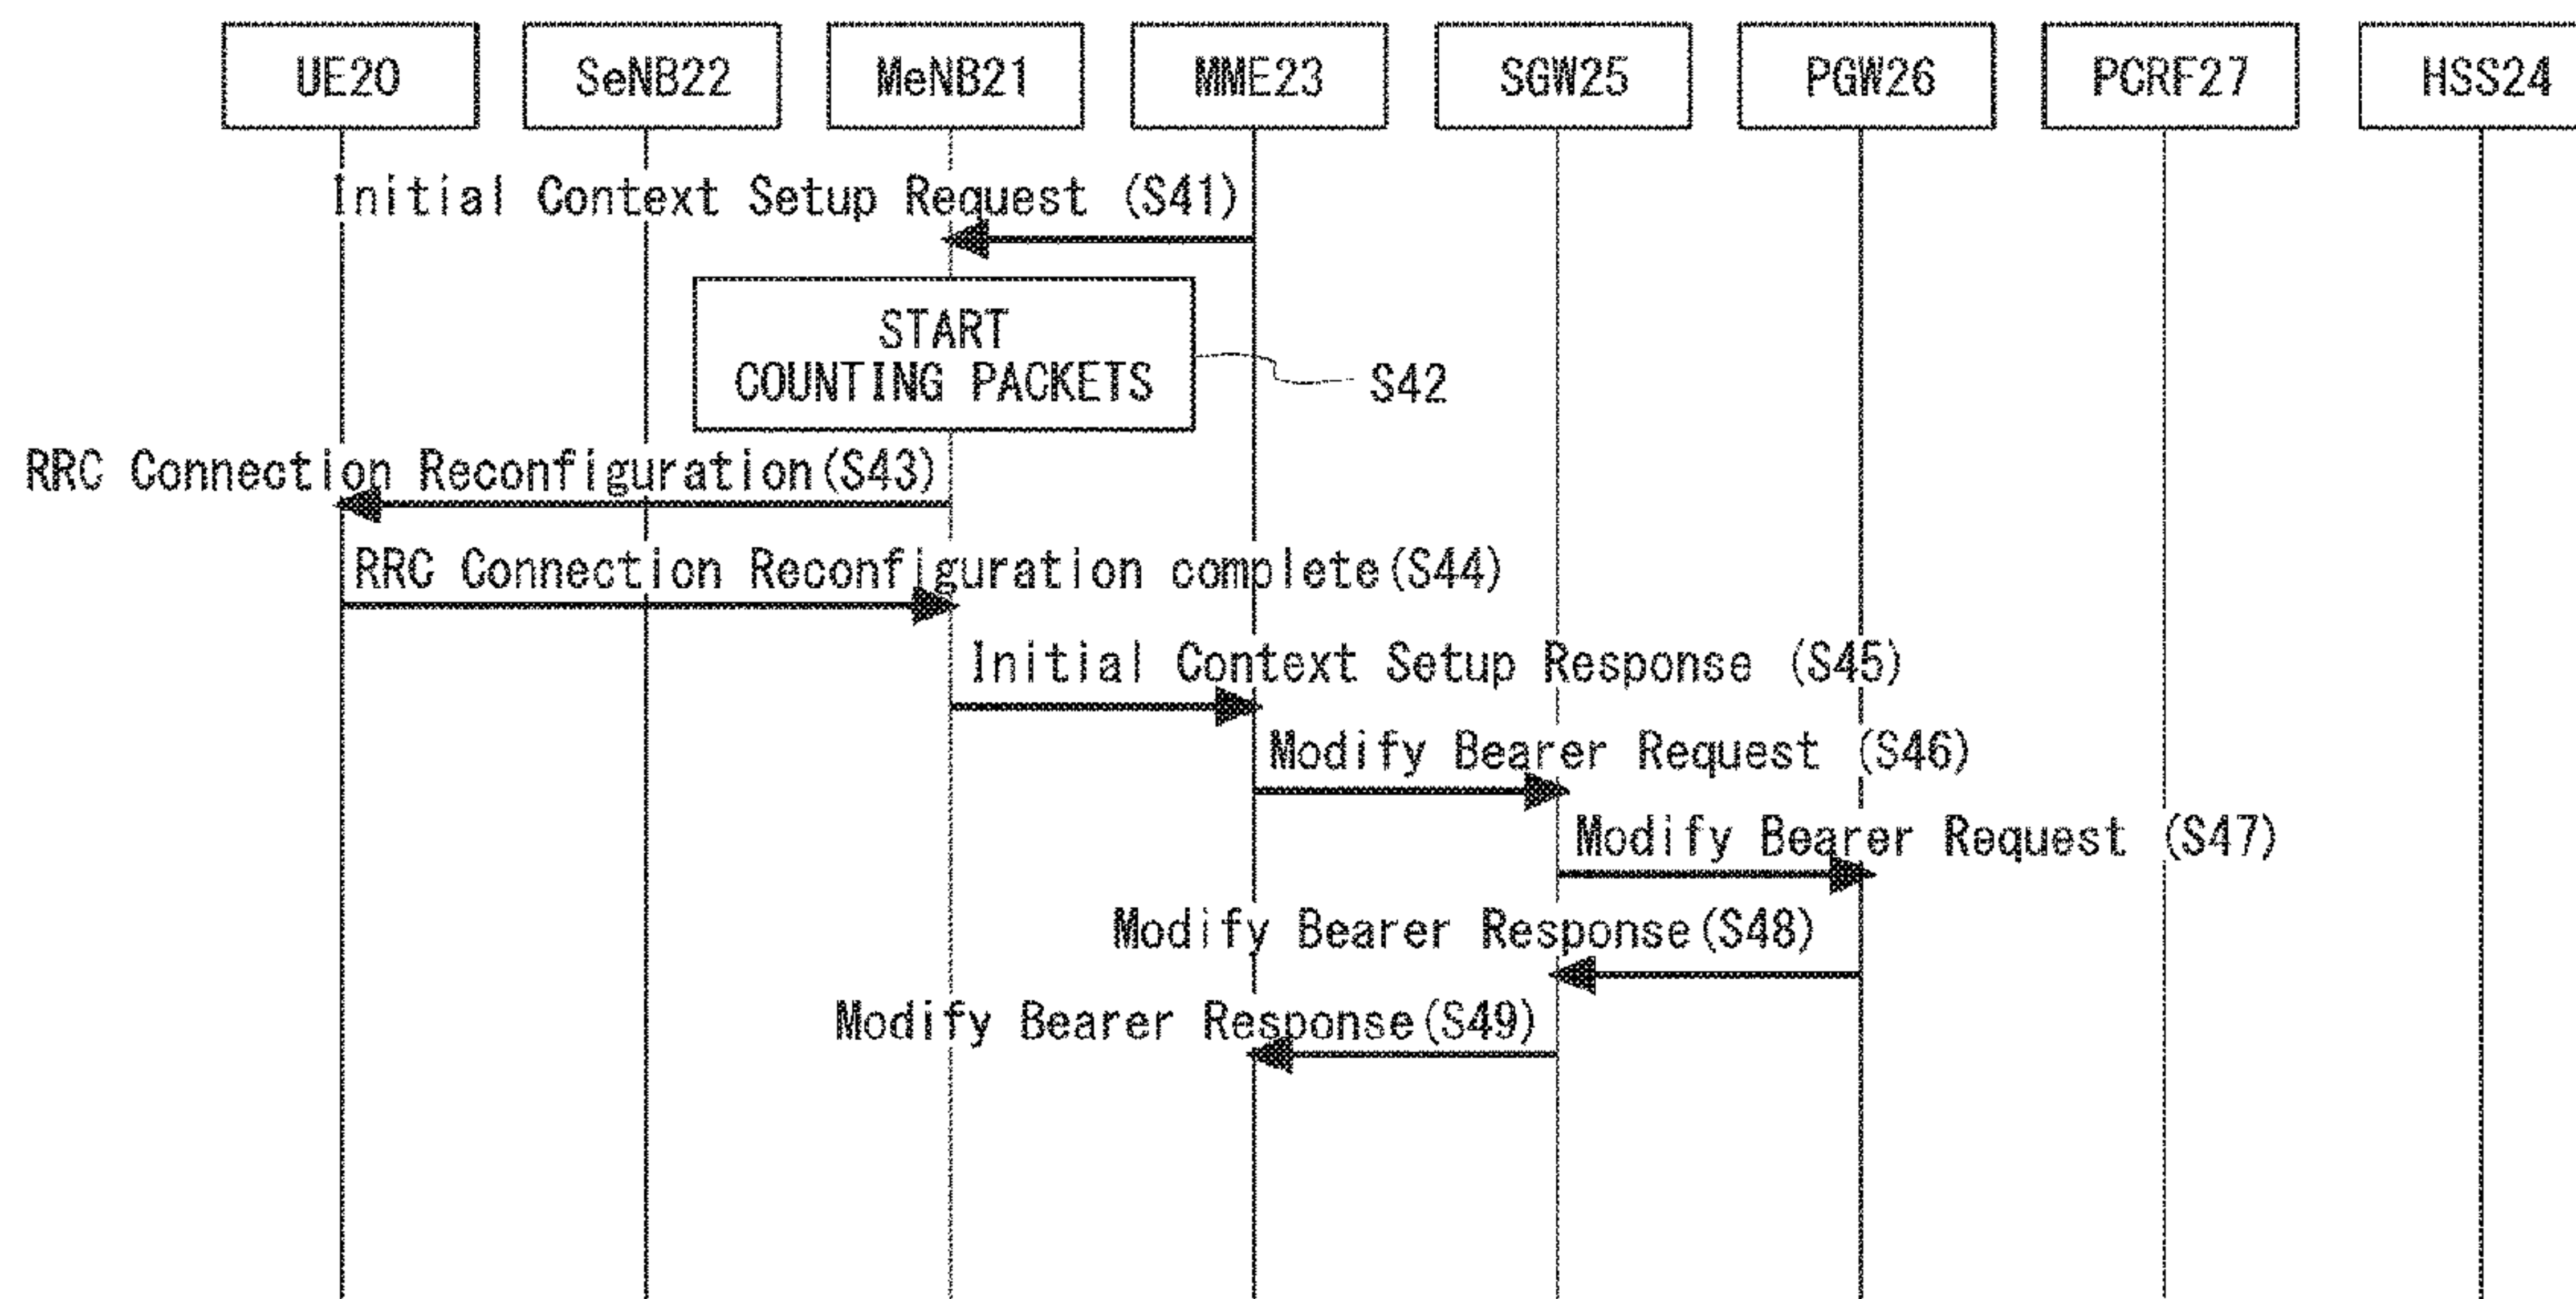 UE20
SeNB22
MeNB21
MME23
SGW25
PGW26
PCRF27
HSS24
Initial Context Setup Request (S41)
START
COUNTING PACKETS
S42
RRC Connection Reconfiguration(S43)
RRC Connection Reconfiguration complete(S44)
Initial Context Setup Response (S45)
Modify Bearer Request (S46)
Modify Bearer Request (S47)
Modify Bearer Response(S48)
Modify Bearer Response(S49)